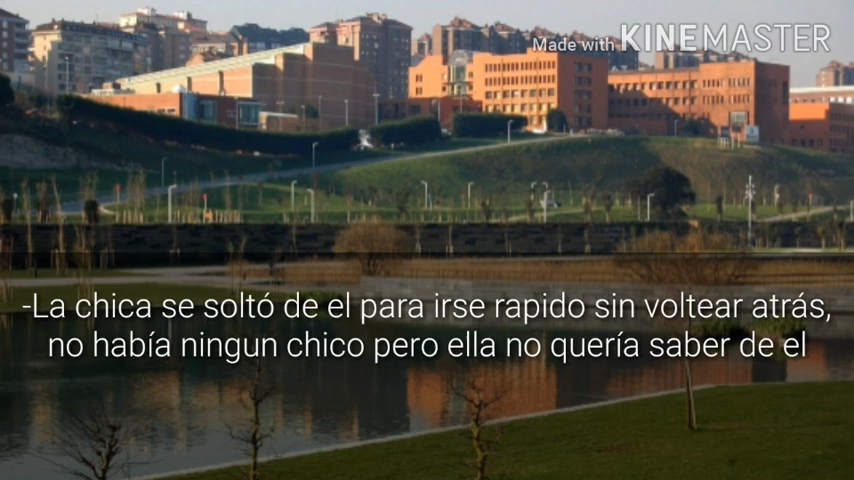 Made with KINEMASTER
-La chica se soltó de el para irse rapido sin voltear atrás,
no había ningun chico pero ella no quería saber de el